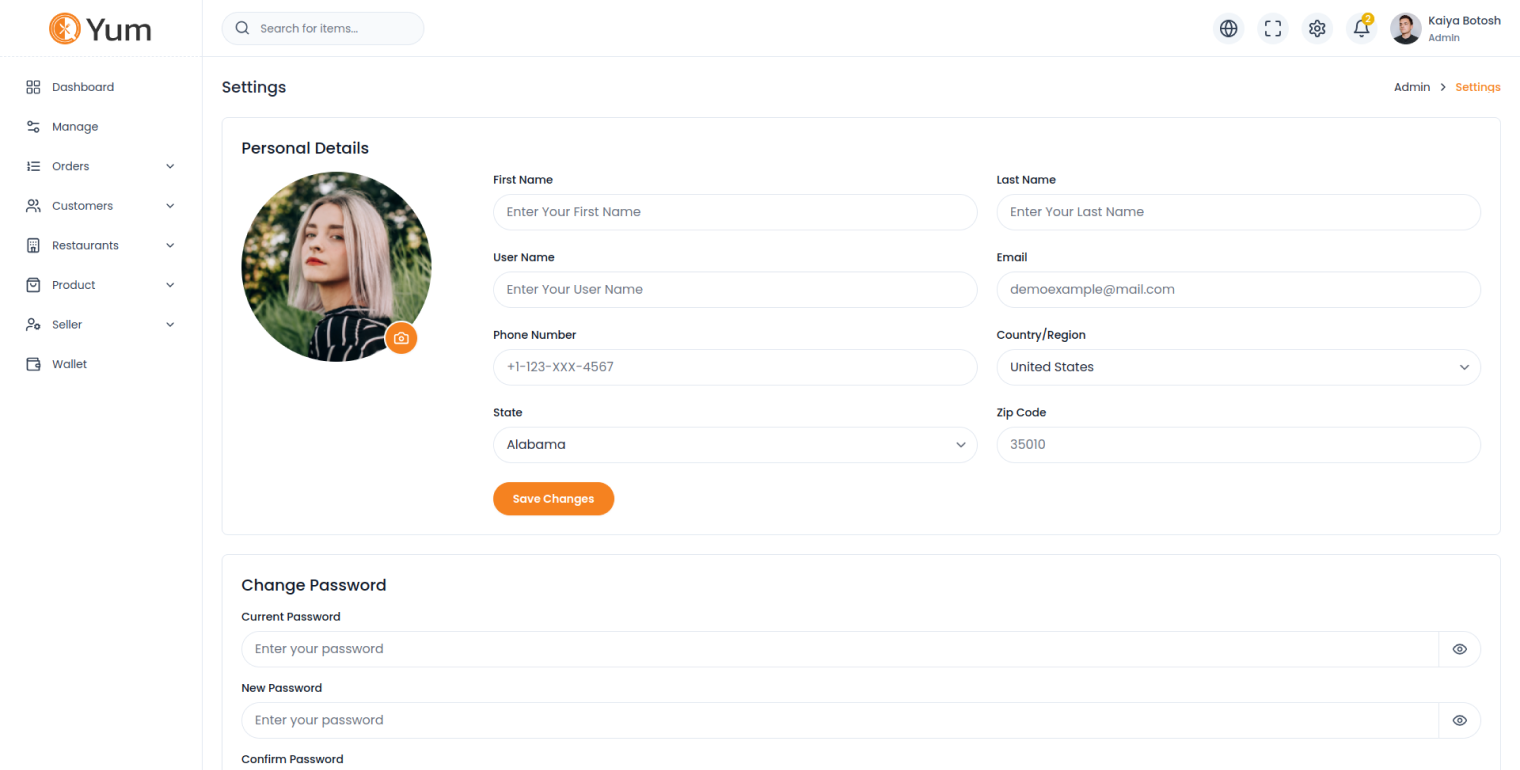 Yum
Search for items...
2
Kaiya Botosh
Admin
Dashboard
Manage
Orders
Customers
Restaurants
Product
Seller
Wallet
Settings
Admin > Settings
Personal Details
First Name
Enter Your First Name
Last Name
Enter Your Last Name
User Name
Enter Your User Name
Email
demoexample@mail.com
Phone Number
+1-123-XXX-4567
Country/Region
United States
State
Alabama
Zip Code
35010
Save Changes
Change Password
Current Password
Enter your password
New Password
Enter your password
Confirm Password